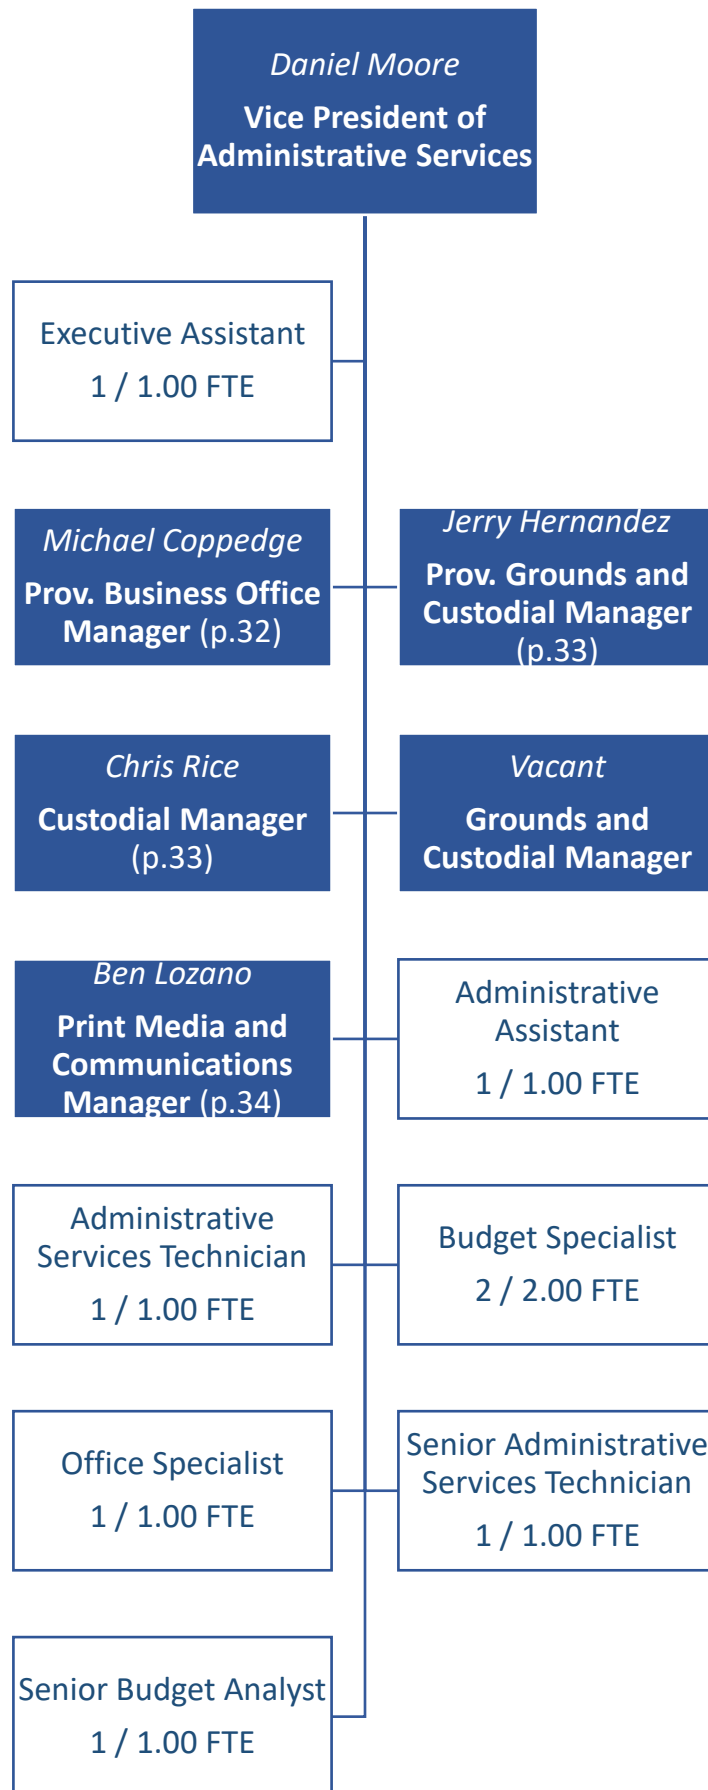 Daniel Moore
Vice President of
Administrative Services
Executive Assistant
1 / 1.00 FTE
Michael Coppedge
Prov. Business Office
Manager (p.32)
Jerry Hernandez
Prov. Grounds and
Custodial Manager
(p.33)
Chris Rice
Custodial Manager
(p.33)
Vacant
Grounds and
Custodial Manager
Ben Lozano
Print Media and
Communications
Manager (p.34)
Administrative
Assistant
1 / 1.00 FTE
Administrative
Services Technician
1 / 1.00 FTE
Budget Specialist
2 / 2.00 FTE
Office Specialist
1 / 1.00 FTE
Senior Administrative
Services Technician
1 / 1.00 FTE
Senior Budget Analyst
1 / 1.00 FTE